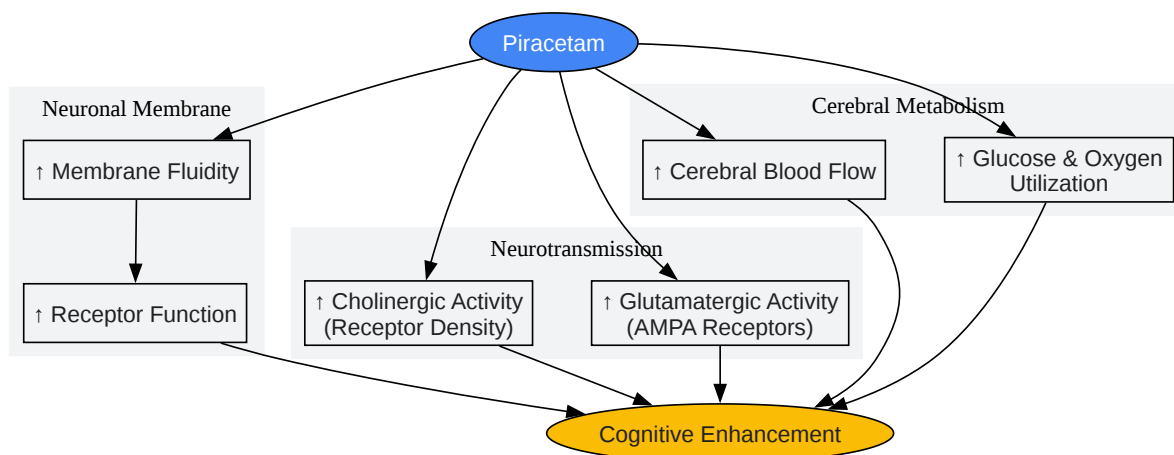 Piracetam
Neuronal Membrane
Cerebral Metabolism
↑ Membrane Fluidity
↑ Cerebral Blood Flow
↑ Glucose & Oxygen
Utilization
Neurotransmission
↑ Receptor Function
↑ Cholinergic Activity
(Receptor Density)
↑ Glutamatergic Activity
(AMPA Receptors)
Cognitive Enhancement